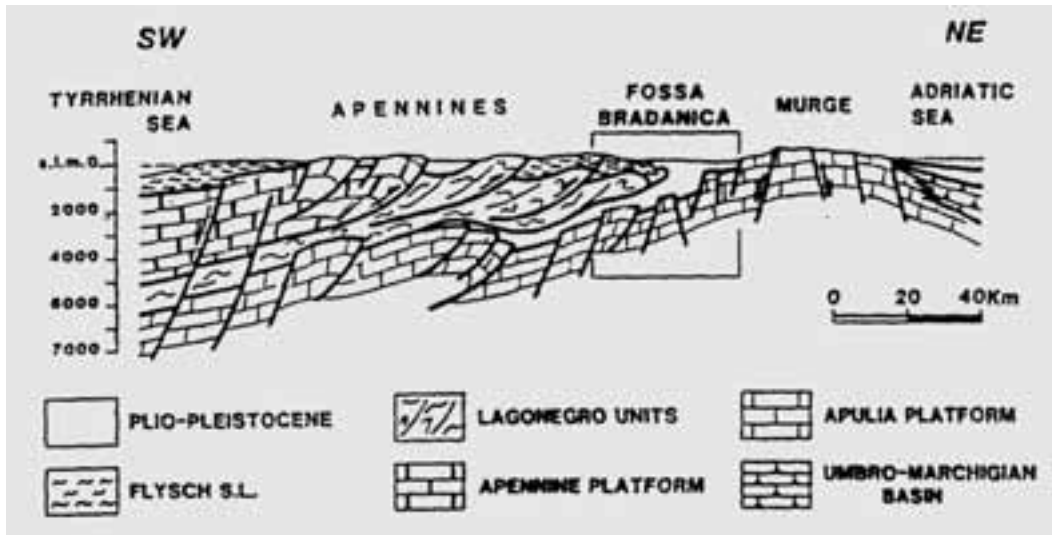 SW
NE
TYRRHENIAN
SEA
APENNINES
FOSSA
BRADANICA
MURGE
ADRIATIC
SEA
s.l.m.0
2000
4000
6000
7000
0 20 40Km
PLIO-PLEISTOCENE
LAGONEGRO UNITS
APULIA PLATFORM
FLYSCH S.L.
APENNINE PLATFORM
UMBRO-MARCHIGIAN
BASIN